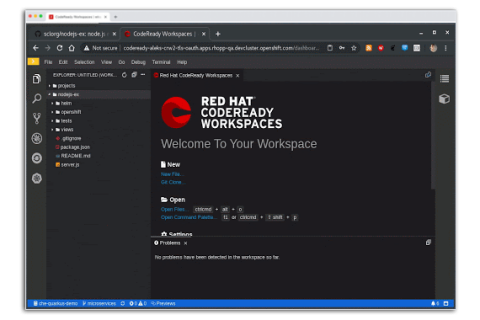 CodeReady Workspaces
sclorg/nodejs-ex: node.js
CodeReady Workspaces
Not secure
codeready-aleks-crw2-tls-oauth.apps.rhopp-qa.devcluster.openshift.com/dashboar...
File Edit Selection View Go Debug Terminal Help
EXPLORER: UNTITLED (WORK...
Red Hat CodeReady Workspaces
projects
nodejs-ex
helm
openshift
tests
views
.gitignore
package.json
README.md
server.js
RED HAT
CODEREADY
WORKSPACES
Welcome To Your Workspace
New
New File...
Git Clone...
Open
Open Files... ctrlcmd + alt + o
Open Command Palette... f1 or ctrlcmd + shift + p
Settings
Problems
No problems have been detected in the workspace so far.
che-quarkus-demo microservices 0 0 Previews